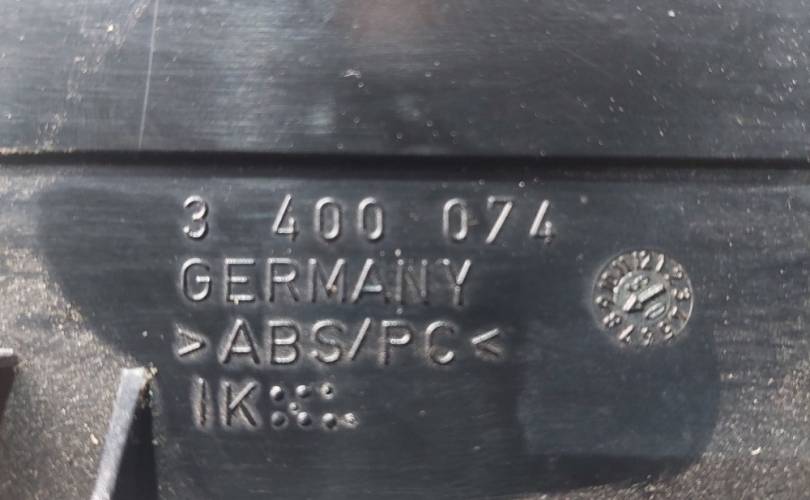 3 400 074
GERMANY
>ABS/PC<
IK